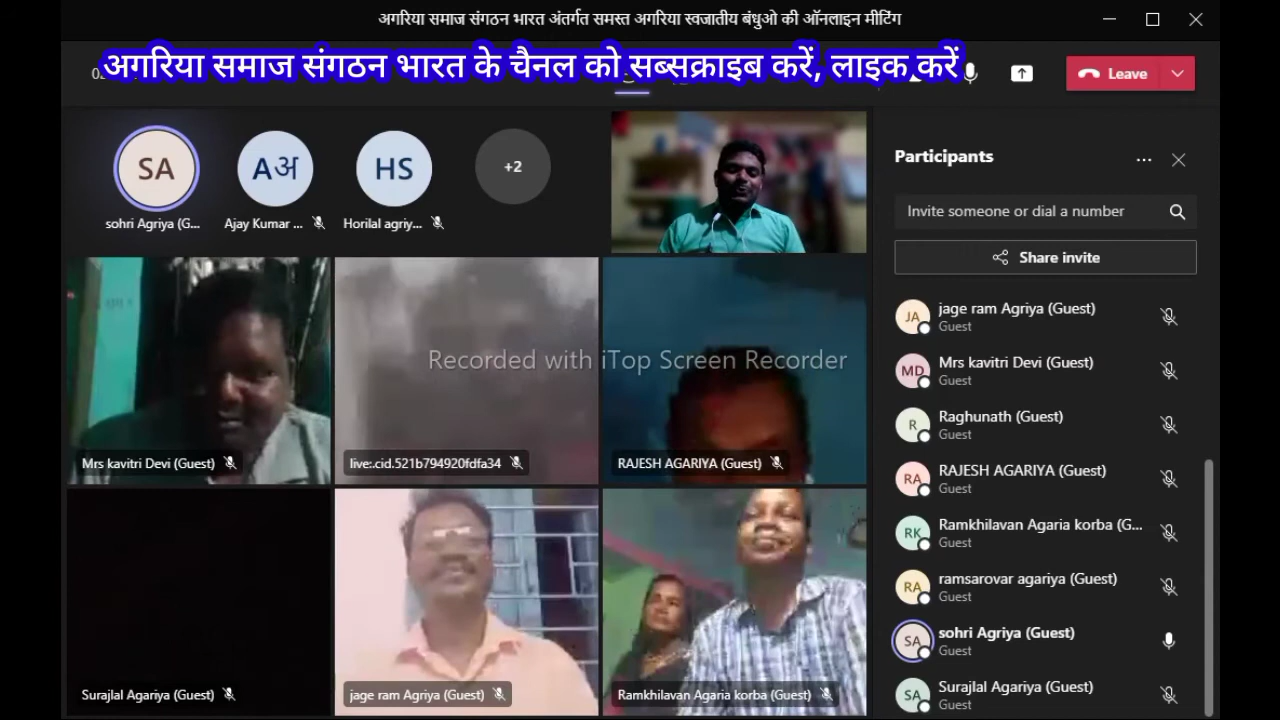 अगरिया समाज संगठन भारत अंतर्गत समस्त अगरिया स्वजातीय बंधुओ की ऑनलाइन मीटिंग
अगरिया समाज संगठन भारत के चैनल को सब्सक्राइब करें, लाइक करें
Leave
SA
Aअ
HS
+2
sohri Agriya (G...
Ajay Kumar ...
Horilal agriy...
Participants
Invite someone or dial a number
Share invite
Recorded with iTop Screen Recorder
Mrs kavitri Devi (Guest)
live:.cid.521b794920fdfa34
RAJESH AGARIYA (Guest)
Surajlal Agariya (Guest)
jage ram Agriya (Guest)
Ramkhilavan Agaria korba (Guest)
JA
jage ram Agriya (Guest)
Guest
MD
Mrs kavitri Devi (Guest)
Guest
R
Raghunath (Guest)
Guest
RA
RAJESH AGARIYA (Guest)
Guest
RK
Ramkhilavan Agaria korba (G...
Guest
RA
ramsarovar agariya (Guest)
Guest
SA
sohri Agriya (Guest)
Guest
SA
Surajlal Agariya (Guest)
Guest